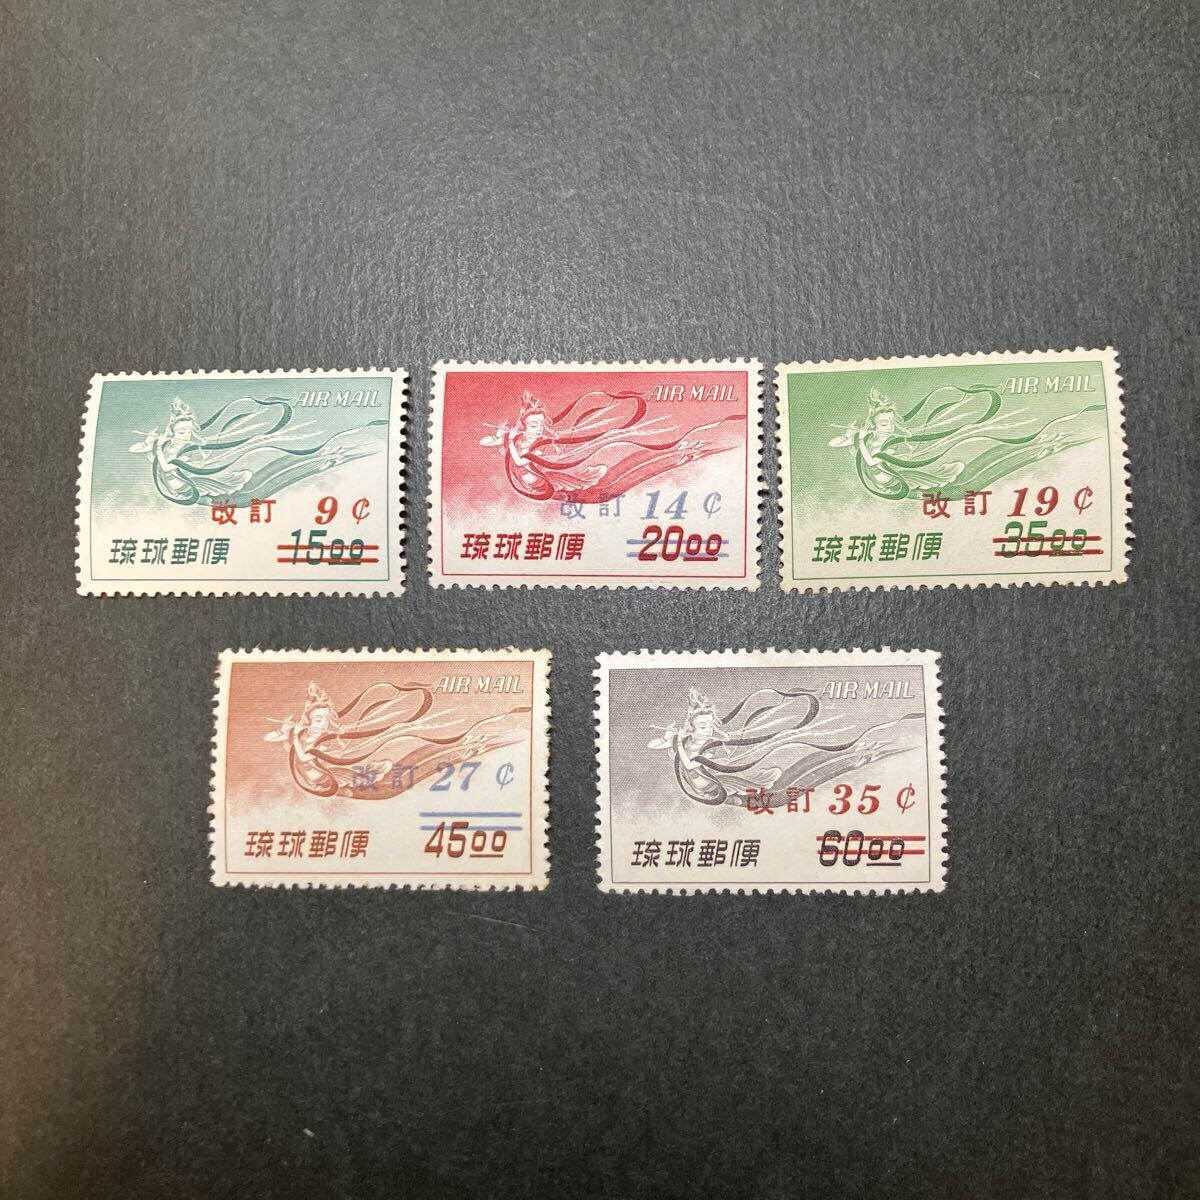 AIR MAIL
改訂 9¢
琉球郵便 15.00
AIR MAIL
改訂 14¢
琉球郵便 20.00
AIR MAIL
改訂 19¢
琉球郵便 35.00
AIR MAIL
改訂 27¢
琉球郵便 45.00
AIR MAIL
改訂 35¢
琉球郵便 60.00